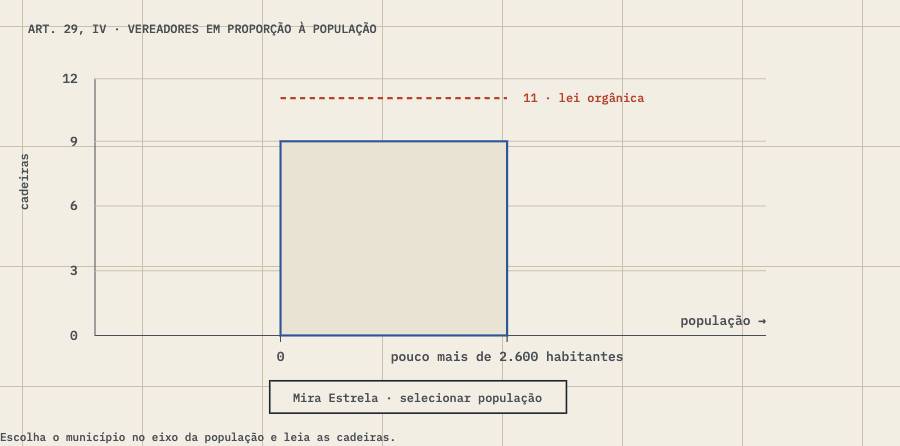 ART. 29, IV · VEREADORES EM PROPORÇÃO À POPULAÇÃO
12
11 · lei orgânica
9
cadeiras
6
3
0
população →
0
pouco mais de 2.600 habitantes
Mira Estrela · selecionar população
Escolha o município no eixo da população e leia as cadeiras.